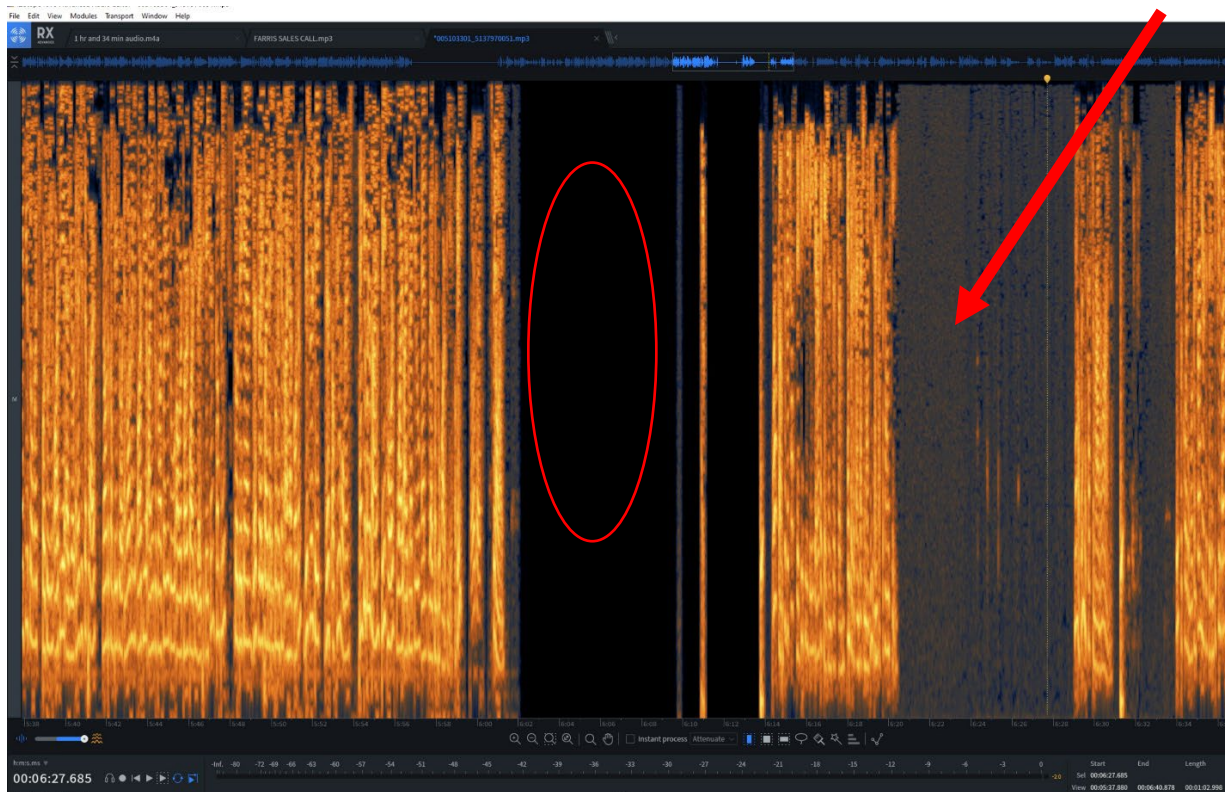 File Edit View Modules Transport Window Help
RX
ADVANCED
1 hr and 34 min audio.m4a
FARRIS SALES CALL.mp3
*005103301_5137970051.mp3
M
5:38 5:40 5:42 5:44 5:46 5:48 5:50 5:52 5:54 5:56 5:58 6:00 6:02 6:04 6:06 6:08 6:10 6:12 6:14 6:16 6:18 6:20 6:22 6:24 6:26 6:28 6:30 6:32 6:34
Instant process Attenuate
h:m:s.ms
-Inf. -80 -72 -69 -66 -63 -60 -57 -54 -51 -48 -45 -42 -39 -36 -33 -30 -27 -24 -21 -18 -15 -12 -9 -6 -3 0
Start End Length
00:06:27.685
-20
Sel 00:06:27.685
View 00:05:37.880 00:06:40.878 00:01:02.998